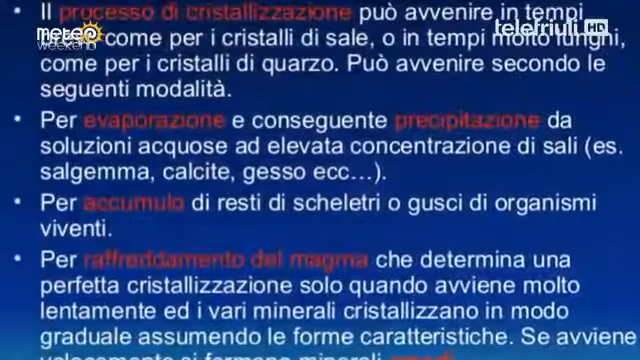 • Il processo di cristallizzazione può avvenire in tempi
come per i cristalli di sale, o in tempi molto lunghi,
come per i cristalli di quarzo. Può avvenire secondo le
seguenti modalità.
• Per evaporazione e conseguente precipitazione da
soluzioni acquose ad elevata concentrazione di sali (es.
salgemma, calcite, gesso ecc...).
• Per accumulo di resti di scheletri o gusci di organismi
viventi.
• Per raffreddamento del magma che determina una
perfetta cristallizzazione solo quando avviene molto
lentamente ed i vari minerali cristallizzano in modo
graduale assumendo le forme caratteristiche. Se avviene
velocemente si formano minerali
meteo
weekend
telefriuli HD